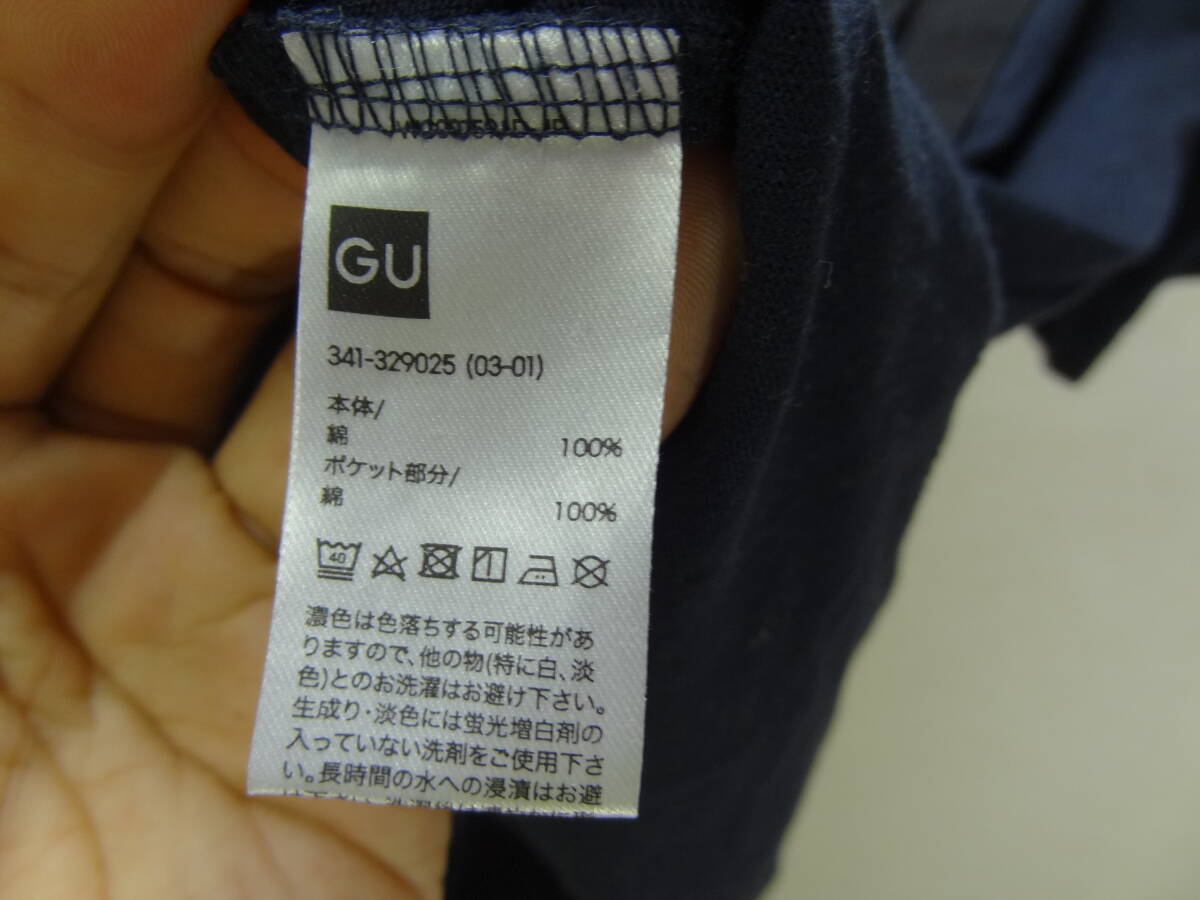 GU
341-329025 (03-01)
本体/
綿 100%
ポケット部分/
綿 100%
40
濃色は色落ちする可能性があ
りますので、他の物(特に白、淡
色)とのお洗濯はお避け下さい。
生成り・淡色には蛍光増白剤の
入っていない洗剤をご使用下さ
い。長時間の水への浸漬はお避